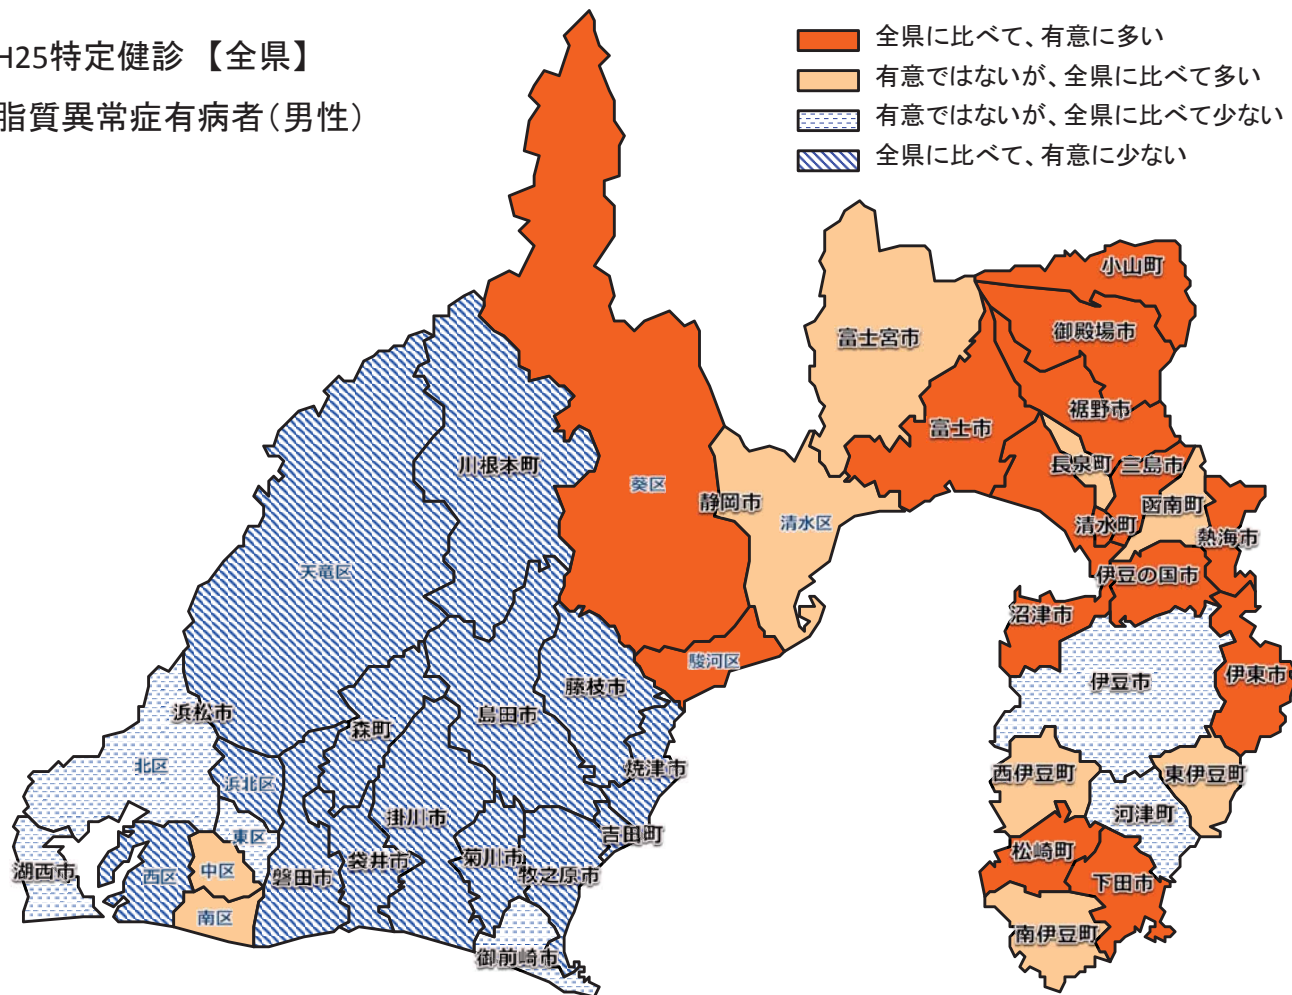 H25特定健診 【全県】
脂質異常症有病者(男性)
全県に比べて、有意に多い
有意ではないが、全県に比べて多い
有意ではないが、全県に比べて少ない
全県に比べて、有意に少ない
小山町
御殿場市
富士宮市
裾野市
富士市
川根本町
長泉町
三島市
葵区
静岡市
清水区
函南町
清水町
熱海市
天竜区
伊豆の国市
沼津市
駿河区
藤枝市
伊豆市
伊東市
浜松市
島田市
森町
北区
浜北区
焼津市
西伊豆町
東伊豆町
掛川市
河津町
東区
吉田町
湖西市
西区
中区
磐田市
袋井市
菊川市
牧之原市
松崎町
下田市
南区
南伊豆町
御前崎市